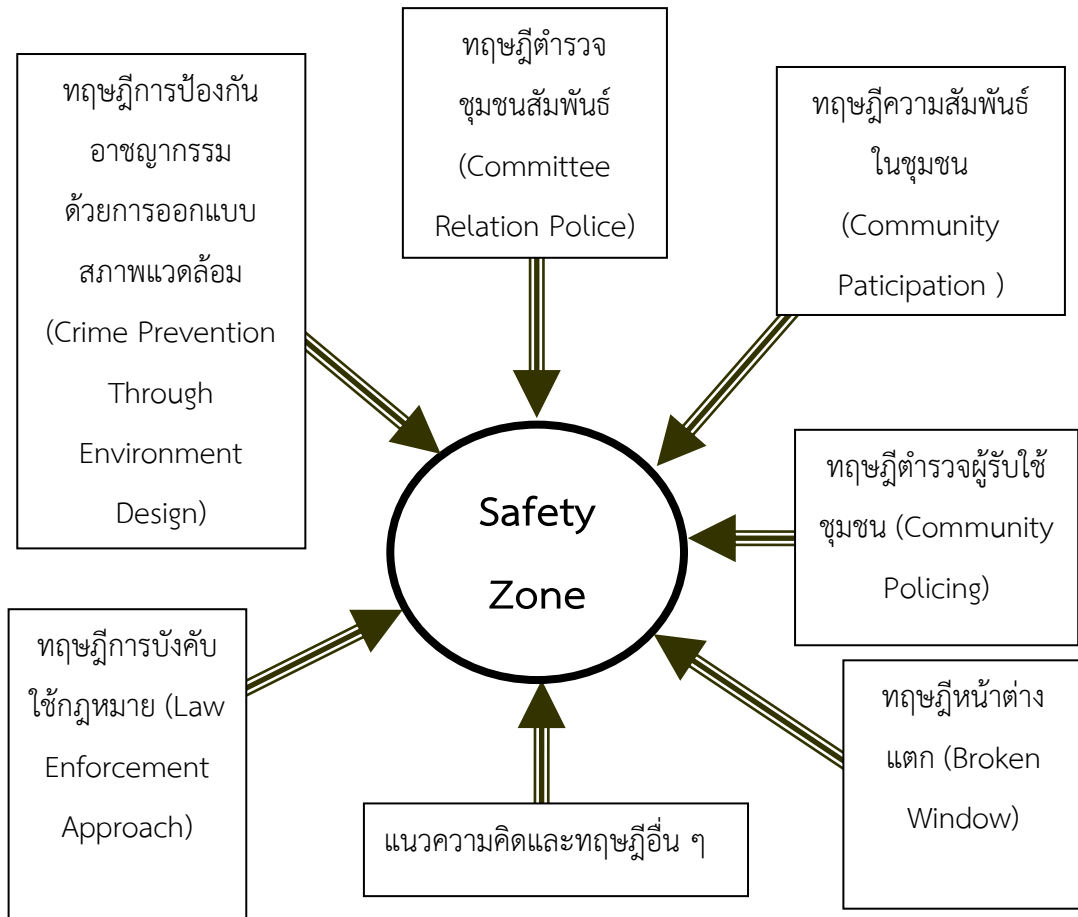 ทฤษฎีการป้องกัน
อาชญากรรม
ด้วยการออกแบบ
สภาพแวดล้อม
(Crime Prevention
Through
Environment
Design)
ทฤษฎีตำรวจ
ชุมชนสัมพันธ์
(Committee
Relation Police)
ทฤษฎีความสัมพันธ์
ในชุมชน
(Community
Paticipation )
Safety
Zone
ทฤษฎีตำรวจผู้รับใช้
ชุมชน (Community
Policing)
ทฤษฎีการบังคับ
ใช้กฎหมาย (Law
Enforcement
Approach)
แนวความคิดและทฤษฎีอื่น ๆ
ทฤษฎีหน้าต่าง
แตก (Broken
Window)